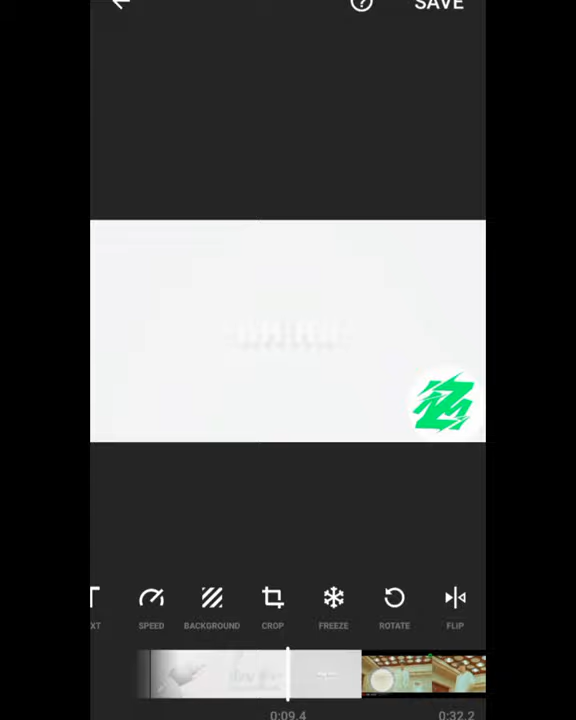 SAVE
XT
SPEED
BACKGROUND
CROP
FREEZE
ROTATE
FLIP
0:09.4
0:32.2